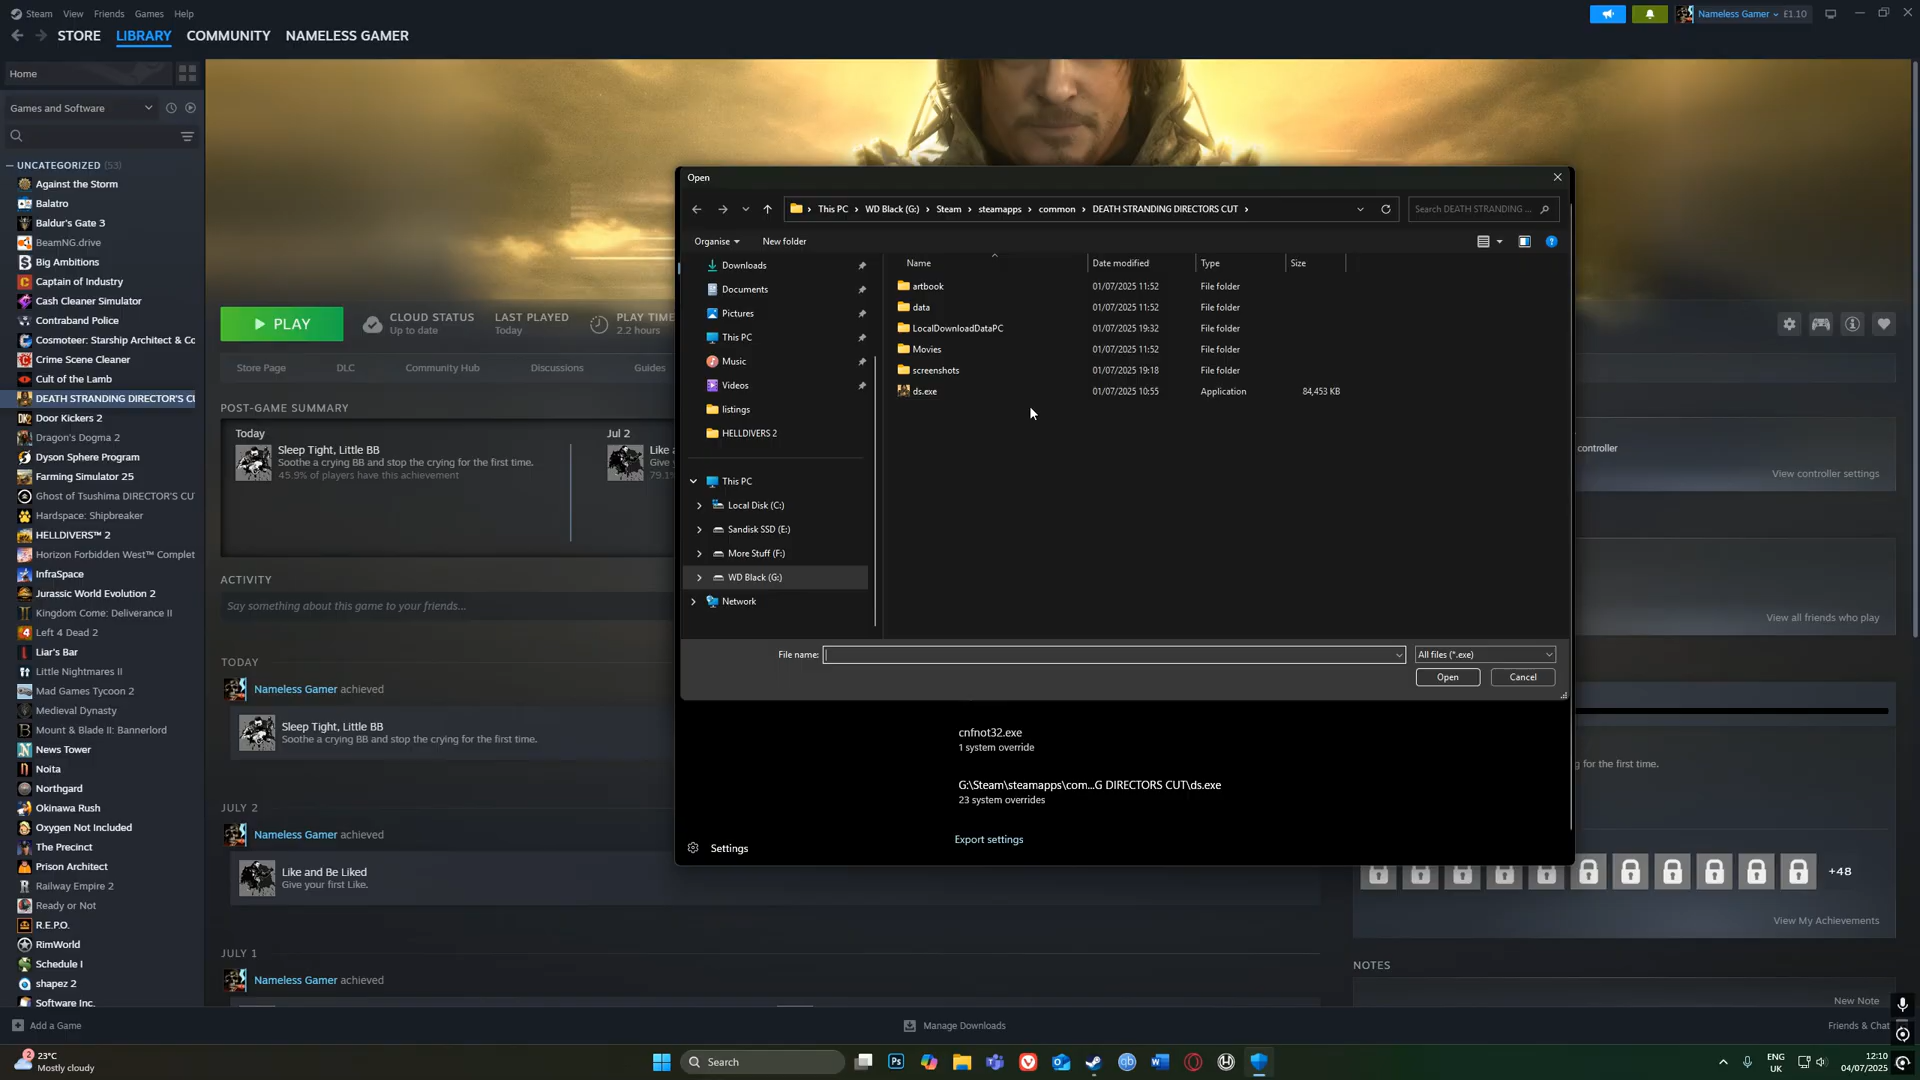 Steam View Friends Games Help
Nameless Gamer £1.10
STORE LIBRARY COMMUNITY NAMELESS GAMER
Home
Games and Software
UNCATEGORIZED (53)
Against the Storm
Balatro
Baldur's Gate 3
BeamNG.drive
Big Ambitions
Captain of Industry
Cash Cleaner Simulator
Contraband Police
Cosmoteer: Starship Architect & Co
Crime Scene Cleaner
Cult of the Lamb
DEATH STRANDING DIRECTOR'S CU
Door Kickers 2
Dragon's Dogma 2
Dyson Sphere Program
Farming Simulator 25
Ghost of Tsushima DIRECTOR'S CU
Hardspace: Shipbreaker
HELLDIVERS™ 2
Horizon Forbidden West™ Complet
InfraSpace
Jurassic World Evolution 2
Kingdom Come: Deliverance II
Left 4 Dead 2
Liar's Bar
Little Nightmares II
Mad Games Tycoon 2
Medieval Dynasty
Mount & Blade II: Bannerlord
News Tower
Noita
Northgard
Okinawa Rush
Oxygen Not Included
The Precinct
Prison Architect
Railway Empire 2
Ready or Not
R.E.P.O.
RimWorld
Schedule I
shapez 2
Software Inc.
Add a Game
PLAY
CLOUD STATUS
Up to date
LAST PLAYED
Today
PLAY TIME
2.2 hours
Store Page DLC Community Hub Discussions Guides
POST-GAME SUMMARY
Today
Sleep Tight, Little BB
Soothe a crying BB and stop the crying for the first time.
45.9% of players have this achievement
Jul 2
Like a
Give y
79.1%
ACTIVITY
Say something about this game to your friends...
TODAY
Nameless Gamer achieved
Sleep Tight, Little BB
Soothe a crying BB and stop the crying for the first time.
JULY 2
Nameless Gamer achieved
Like and Be Liked
Give your first Like.
JULY 1
Nameless Gamer achieved
Open
This PC WD Black (G:) Steam steamapps common DEATH STRANDING DIRECTORS CUT
Search DEATH STRANDING ...
Organise New folder
Downloads
Documents
Pictures
This PC
Music
Videos
listings
HELLDIVERS 2
This PC
Local Disk (C:)
Sandisk SSD (E:)
More Stuff (F:)
WD Black (G:)
Network
Name Date modified Type Size
artbook 01/07/2025 11:52 File folder
data 01/07/2025 11:52 File folder
LocalDownloadDataPC 01/07/2025 19:32 File folder
Movies 01/07/2025 11:52 File folder
screenshots 01/07/2025 19:18 File folder
ds.exe 01/07/2025 10:55 Application 84,453 KB
File name: All files (*.exe)
Open Cancel
cnfnot32.exe
1 system override
G:\Steam\steamapps\com...G DIRECTORS CUT\ds.exe
23 system overrides
Export settings
Settings
controller
View controller settings
View all friends who play
g for the first time.
+48
View My Achievements
NOTES
New Note
Manage Downloads
Friends & Chat
23°C
Mostly cloudy
2
Search
Ps
ENG
UK
12:10
04/07/2025